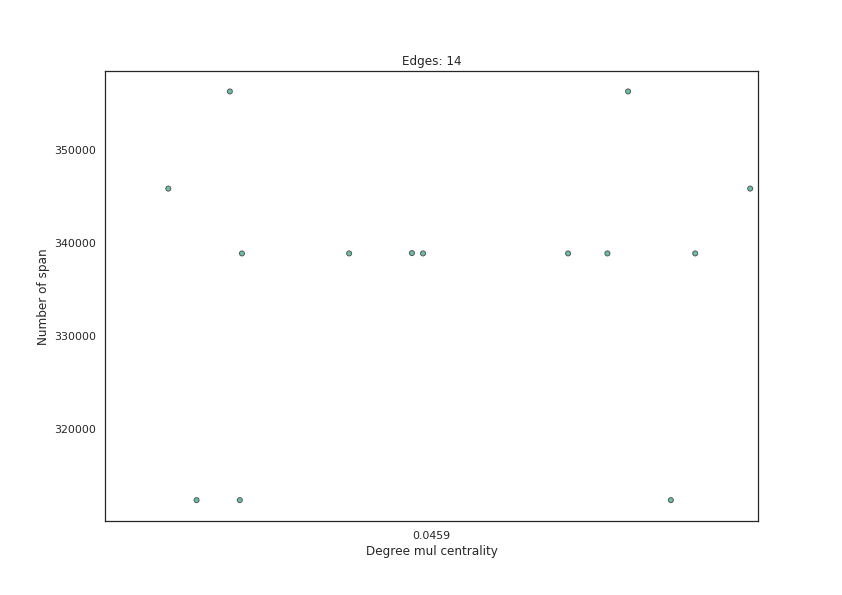 Edges: 14
350000
340000
330000
320000
Number of span
0.0459
Degree mul centrality